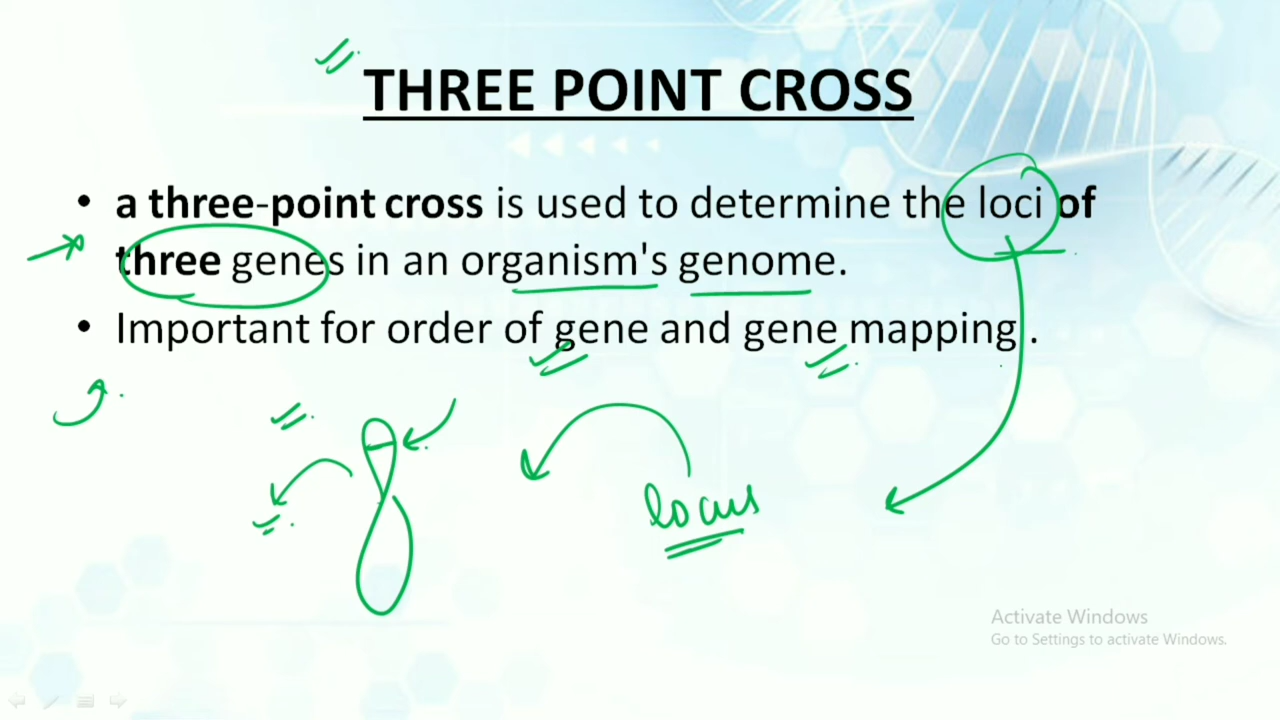 THREE POINT CROSS
• a three-point cross is used to determine the loci of
three genes in an organism's genome.
• Important for order of gene and gene mapping .
locus
Activate Windows
Go to Settings to activate Windows.